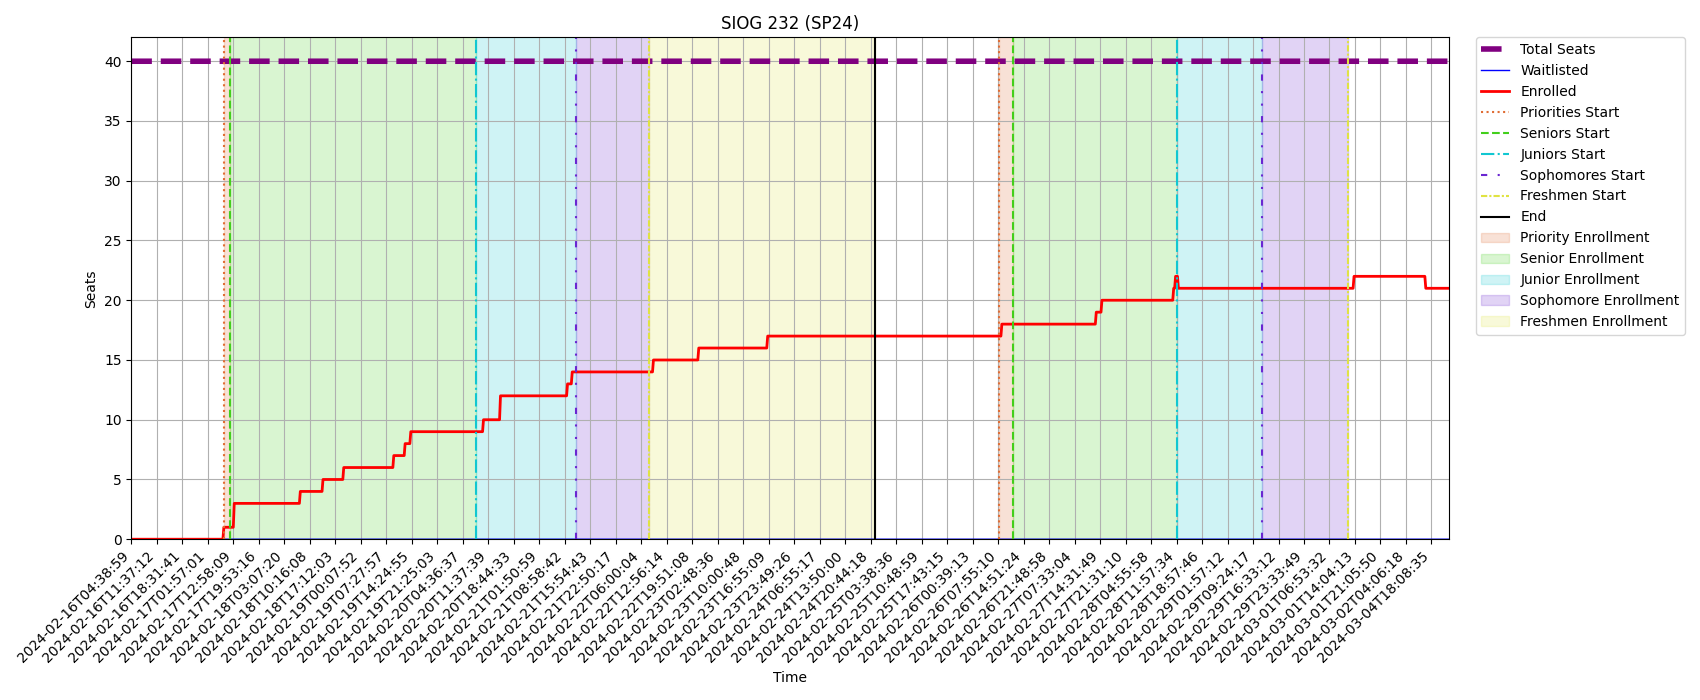 SIOG 232 (SP24)
Seats
40
35
30
25
20
15
10
5
0
2024-02-16T04:38:59
2024-02-16T11:37:12
2024-02-16T18:31:41
2024-02-17T01:57:01
2024-02-17T12:58:09
2024-02-17T19:53:16
2024-02-18T03:07:20
2024-02-18T10:16:08
2024-02-18T17:12:03
2024-02-19T00:07:52
2024-02-19T07:27:57
2024-02-19T14:24:55
2024-02-19T21:25:03
2024-02-20T04:36:37
2024-02-20T11:37:39
2024-02-20T18:44:33
2024-02-21T01:50:59
2024-02-21T08:58:42
2024-02-21T15:54:43
2024-02-21T22:50:17
2024-02-22T06:00:04
2024-02-22T12:56:14
2024-02-22T19:51:08
2024-02-23T02:48:36
2024-02-23T10:00:48
2024-02-23T16:55:09
2024-02-23T23:49:26
2024-02-24T06:55:17
2024-02-24T13:50:00
2024-02-24T20:44:18
2024-02-25T03:38:36
2024-02-25T10:48:59
2024-02-25T17:43:15
2024-02-26T00:39:13
2024-02-26T07:55:10
2024-02-26T14:51:24
2024-02-26T21:48:58
2024-02-27T07:33:04
2024-02-27T14:31:49
2024-02-27T21:31:10
2024-02-28T04:55:58
2024-02-28T11:57:34
2024-02-28T18:57:46
2024-02-29T01:57:12
2024-02-29T09:24:17
2024-02-29T16:33:12
2024-02-29T23:33:49
2024-03-01T06:53:32
2024-03-01T14:04:13
2024-03-01T21:05:50
2024-03-02T04:06:18
2024-03-04T18:08:35
Time
Total Seats
Waitlisted
Enrolled
Priorities Start
Seniors Start
Juniors Start
Sophomores Start
Freshmen Start
End
Priority Enrollment
Senior Enrollment
Junior Enrollment
Sophomore Enrollment
Freshmen Enrollment